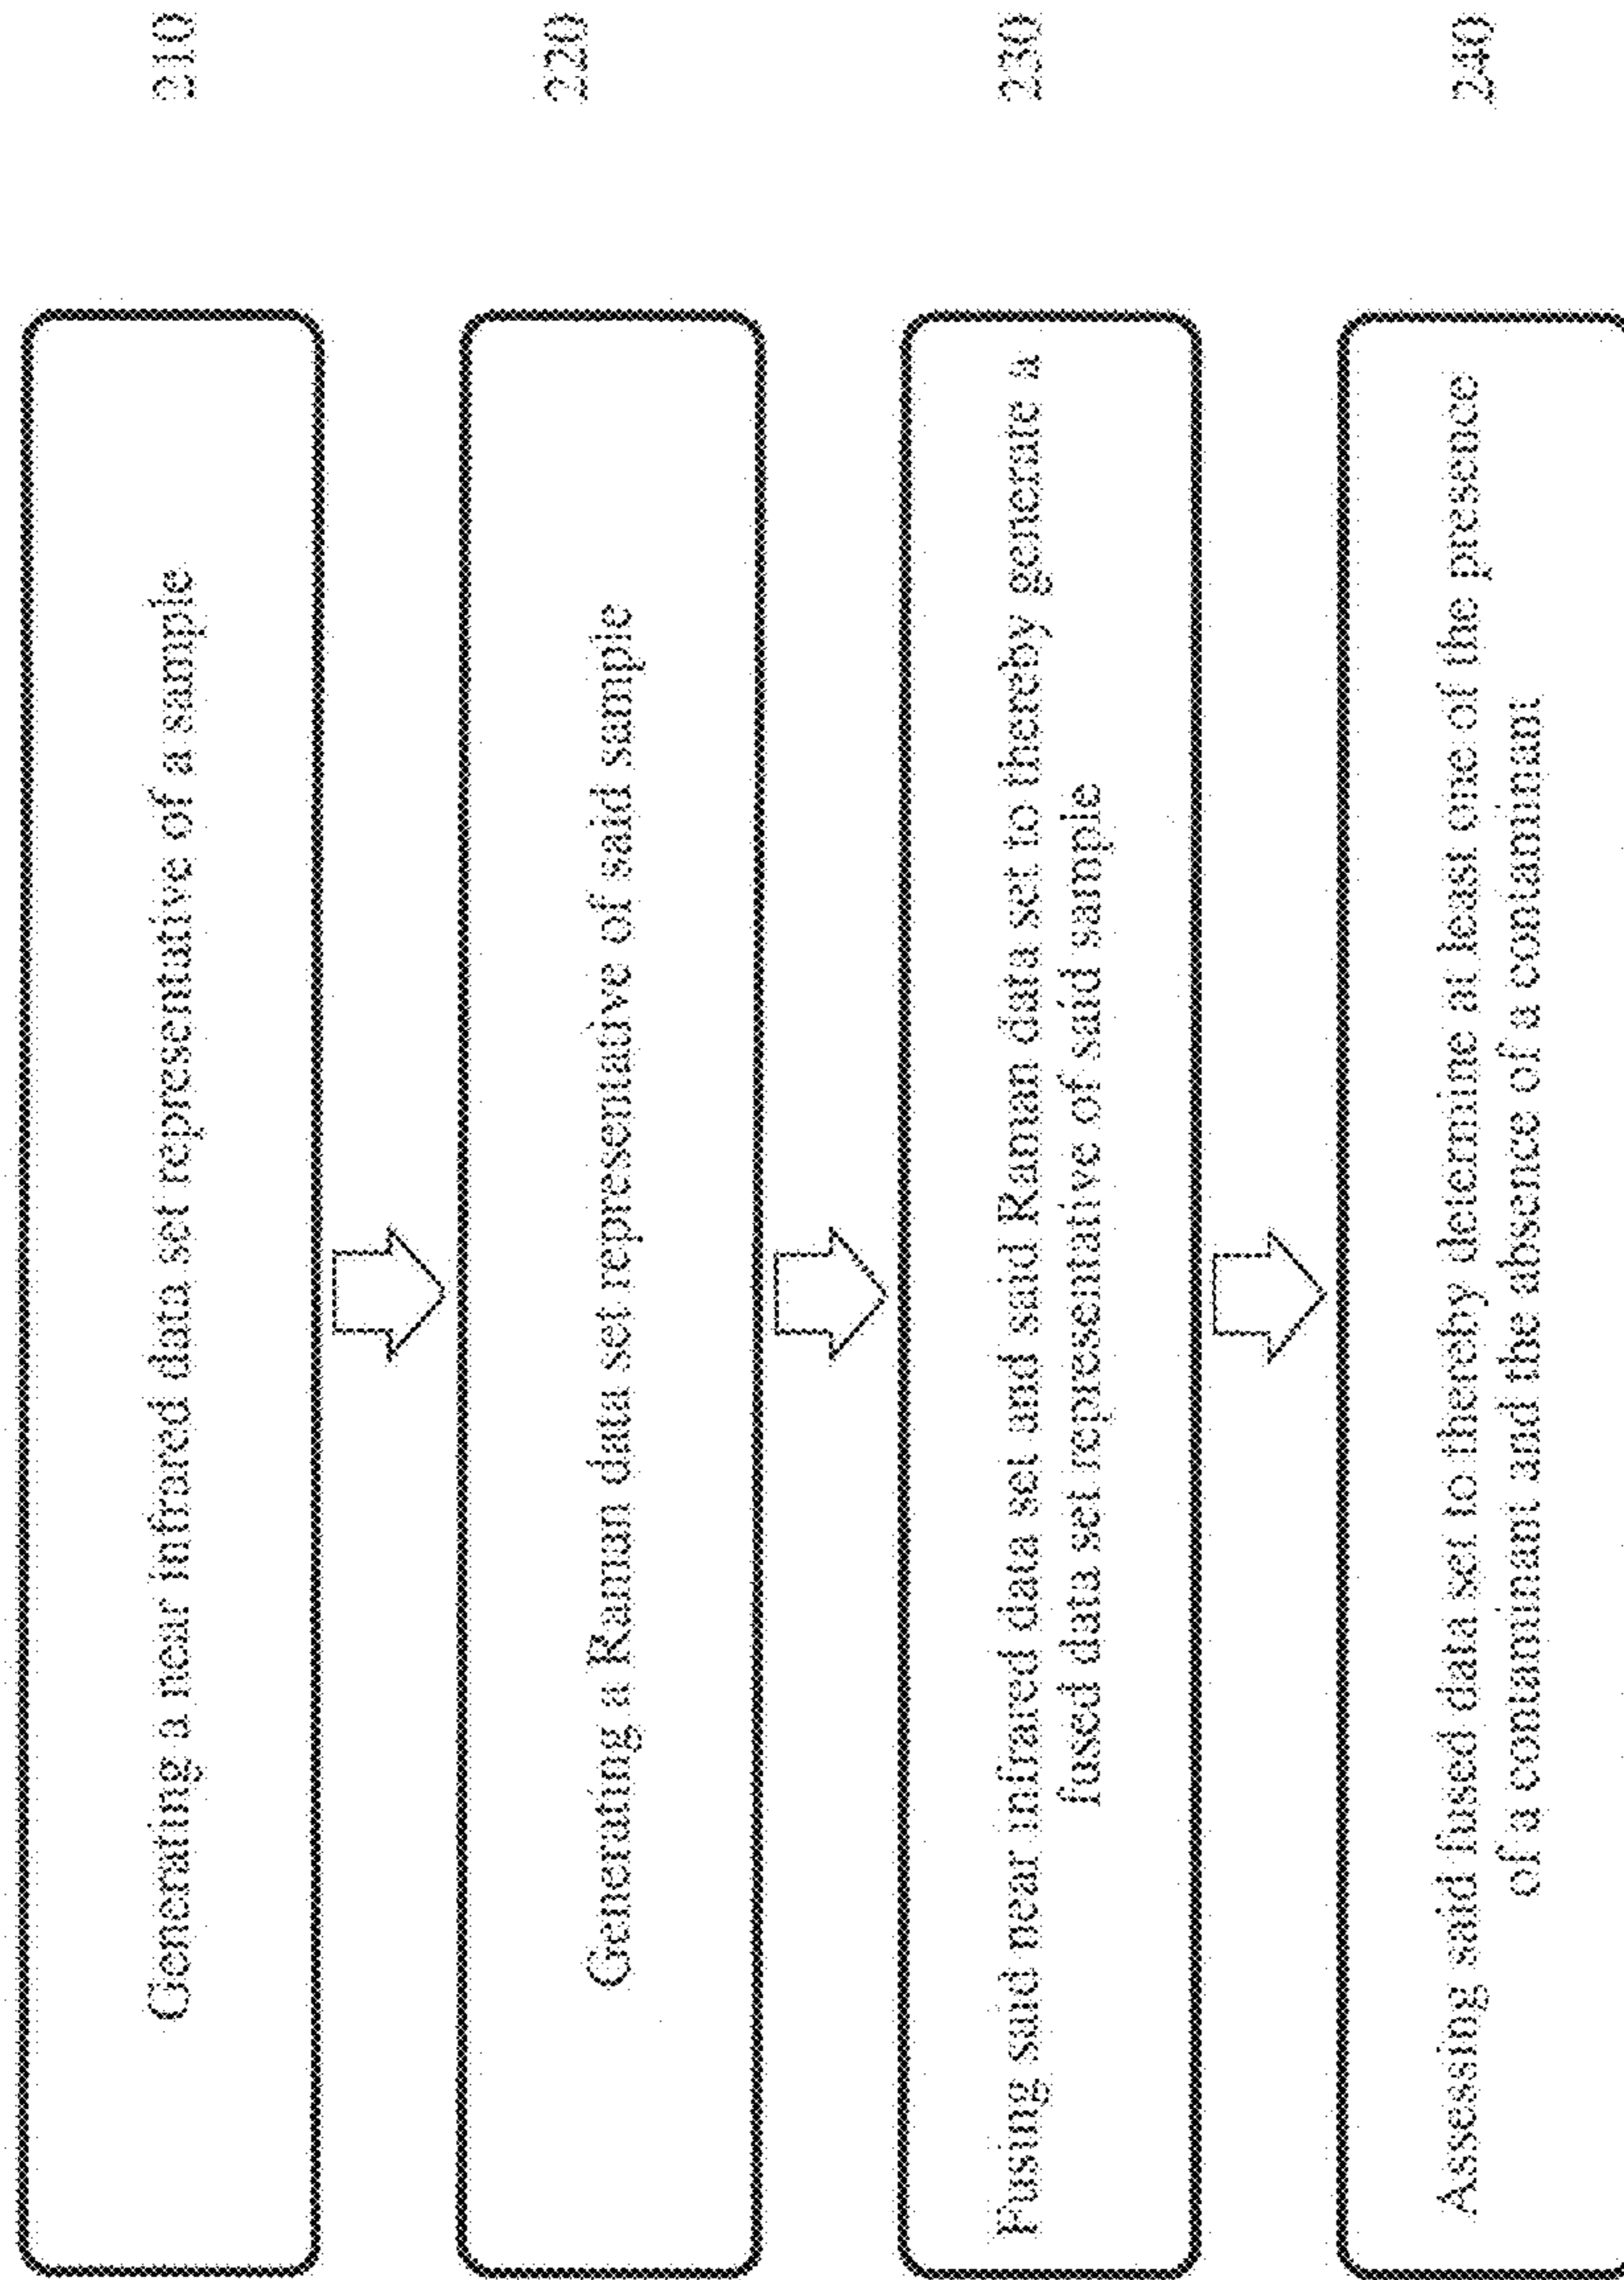 Generating a near infrared data set representative of a sample
210
Generating a Raman data set representative of said sample
220
Fusing said near infrared data set and said Raman data set to thereby generate a
fused data set representative of said sample
230
Assessing said fused data set to thereby determine at least one of the presence
of a contaminant and the absence of a contaminant
240